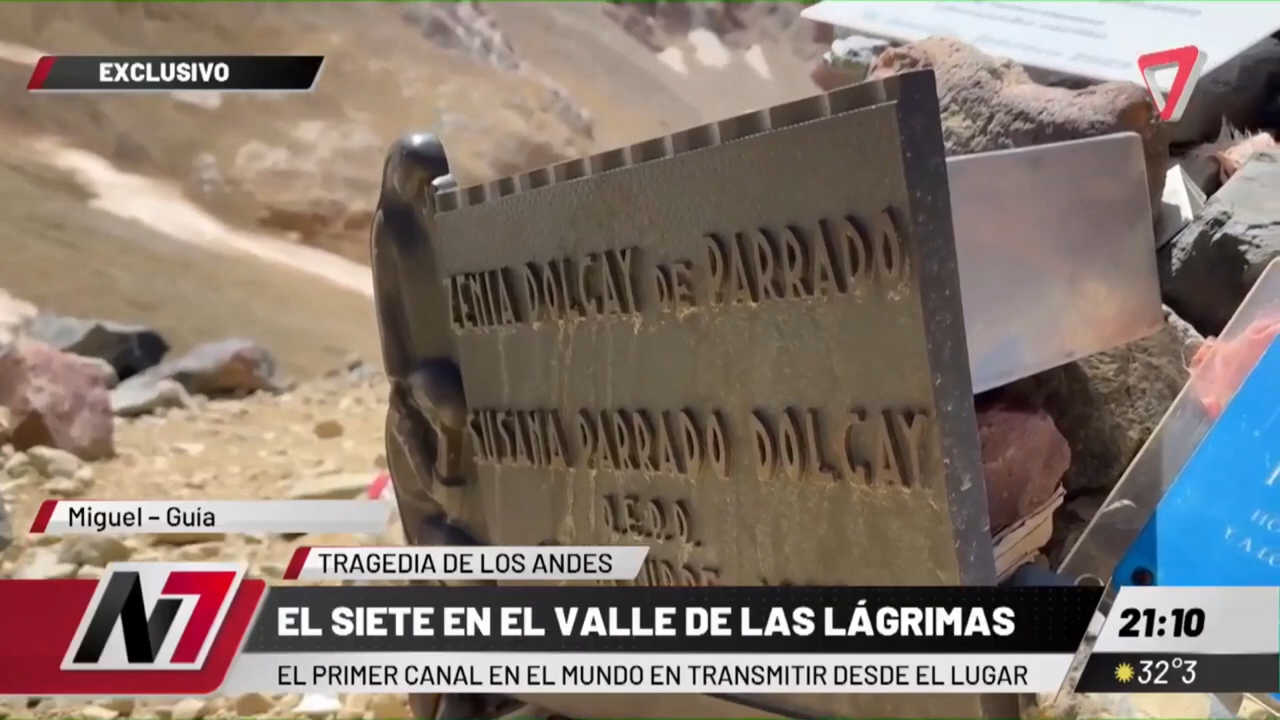 EXCLUSIVO
XENIA DOLGAY DE PARRADO
SUSANA PARRADO DOLGAY
Q.E.P.D.
Miguel – Guía
TRAGEDIA DE LOS ANDES
N7
EL SIETE EN EL VALLE DE LAS LÁGRIMAS
EL PRIMER CANAL EN EL MUNDO EN TRANSMITIR DESDE EL LUGAR
21:10
32°3